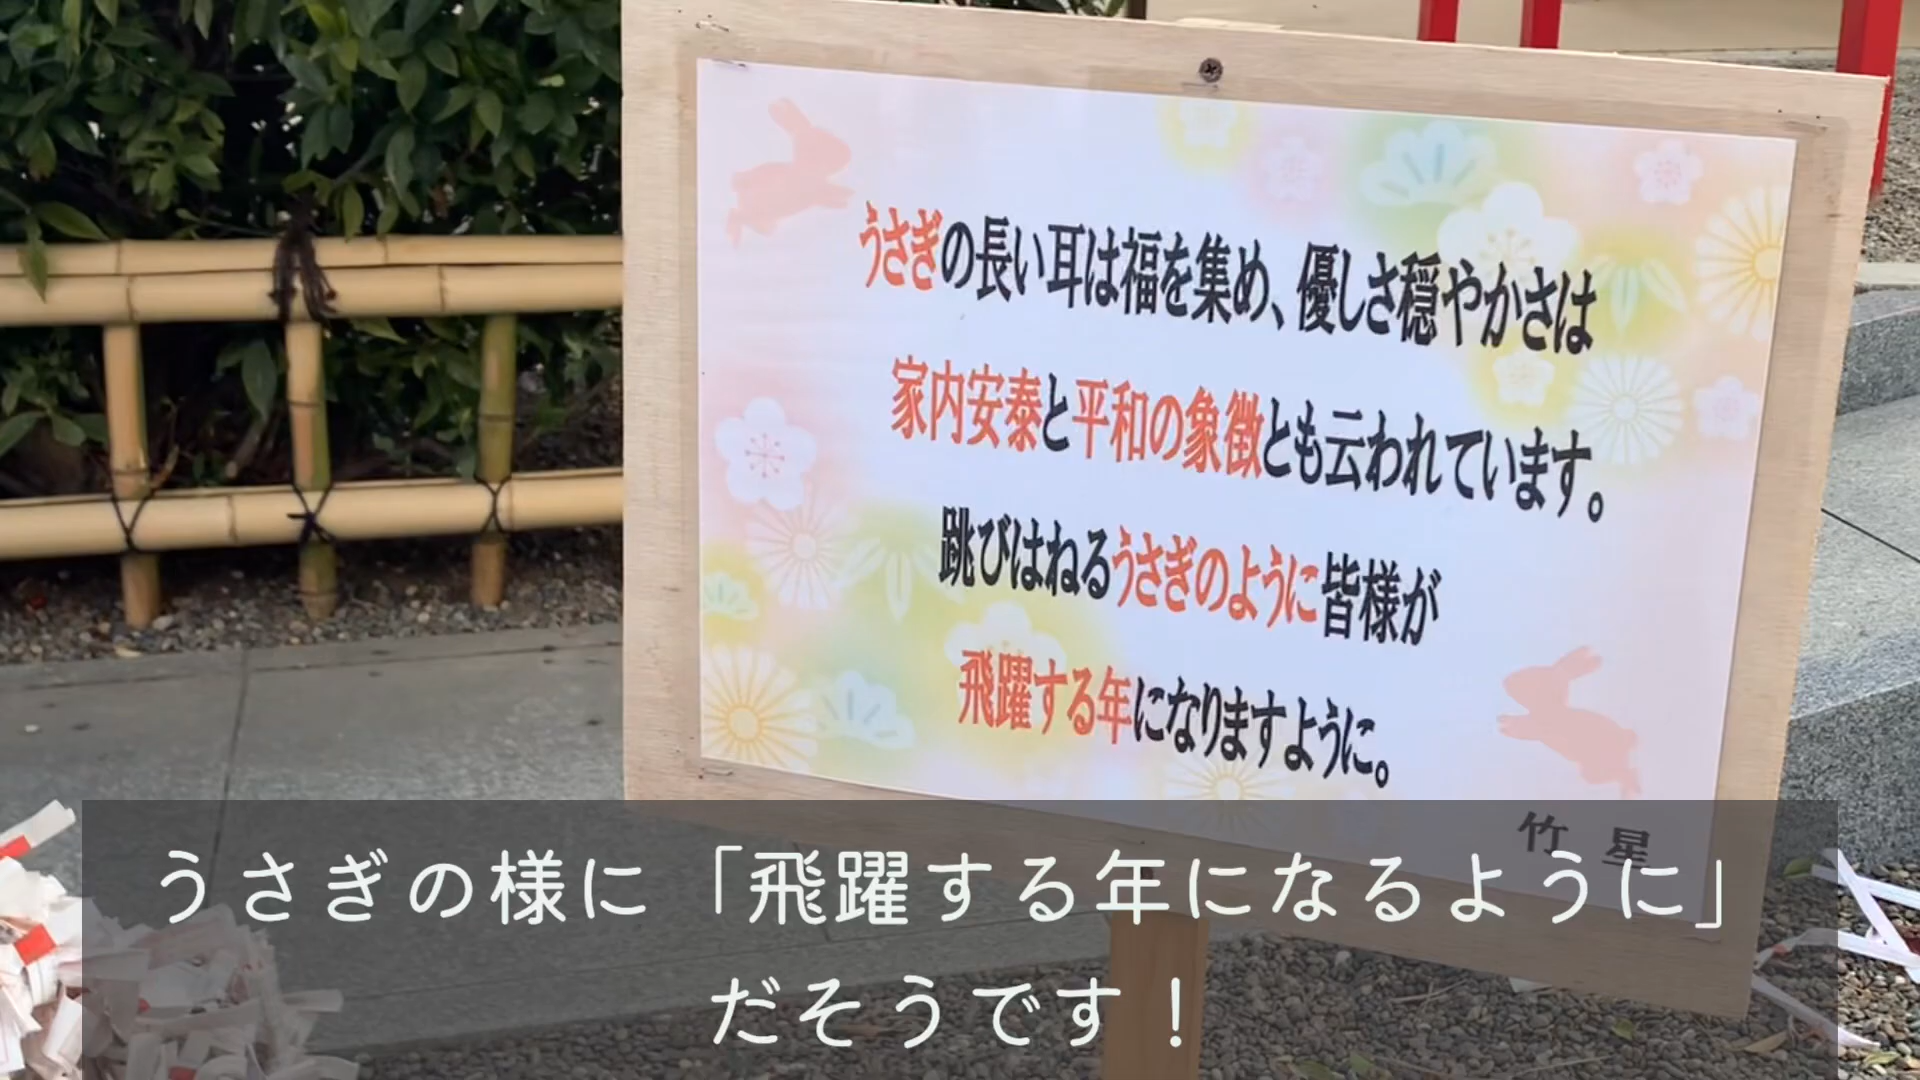 うさぎの長い耳は福を集め、優しさ穏やかさは
家内安泰と平和の象徴とも云われています。
跳びはねるうさぎのように皆様が
飛躍する年になりますように。
竹 星
うさぎの様に「飛躍する年になるように」
だそうです！